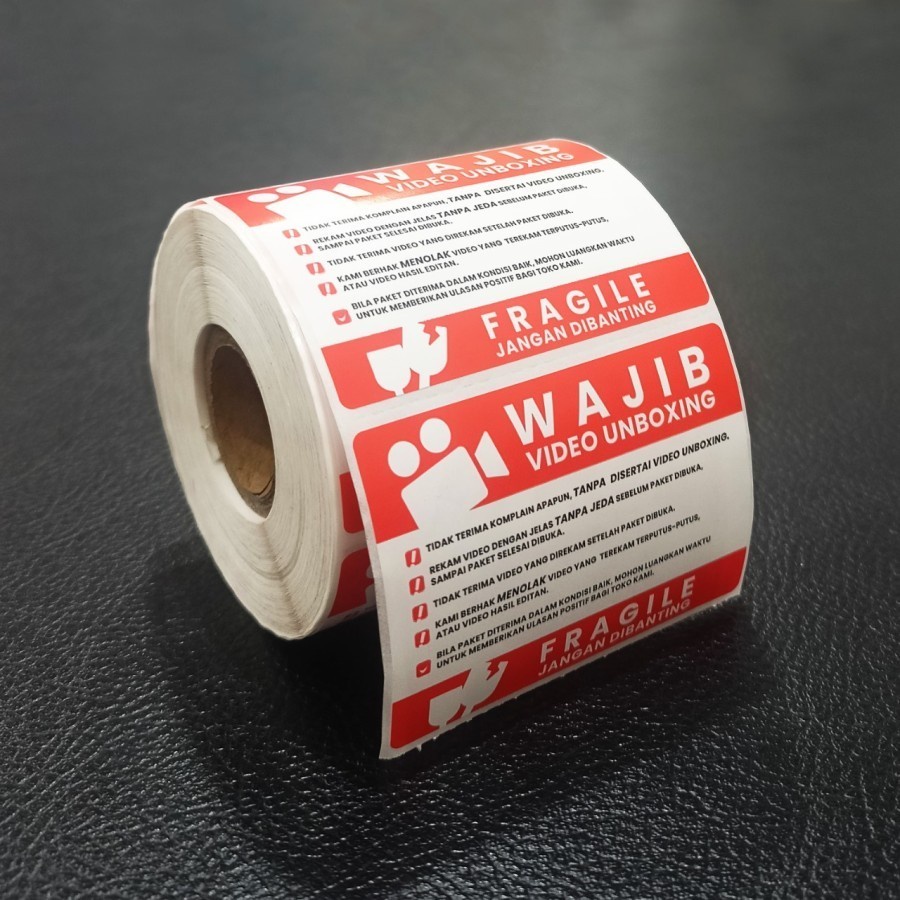 WAJIB
VIDEO UNBOXING
TIDAK TERIMA KOMPLAIN APAPUN, TANPA DISERTAI VIDEO UNBOXING.
REKAM VIDEO DENGAN JELAS TANPA JEDA SEBELUM PAKET DIBUKA,
SAMPAI PAKET SELESAI DIBUKA.
TIDAK TERIMA VIDEO YANG DIREKAM SETELAH PAKET DIBUKA.
KAMI BERHAK MENOLAK VIDEO YANG TEREKAM TERPUTUS-PUTUS,
ATAU VIDEO HASIL EDITAN.
BILA PAKET DITERIMA DALAM KONDISI BAIK, MOHON LUANGKAN WAKTU
UNTUK MEMBERIKAN ULASAN POSITIF BAGI TOKO KAMI.
FRAGILE
JANGAN DIBANTING
WAJIB
VIDEO UNBOXING
TIDAK TERIMA KOMPLAIN APAPUN, TANPA DISERTAI VIDEO UNBOXING.
REKAM VIDEO DENGAN JELAS TANPA JEDA SEBELUM PAKET DIBUKA,
SAMPAI PAKET SELESAI DIBUKA.
TIDAK TERIMA VIDEO YANG DIREKAM SETELAH PAKET DIBUKA.
KAMI BERHAK MENOLAK VIDEO YANG TEREKAM TERPUTUS-PUTUS,
ATAU VIDEO HASIL EDITAN.
BILA PAKET DITERIMA DALAM KONDISI BAIK, MOHON LUANGKAN WAKTU
UNTUK MEMBERIKAN ULASAN POSITIF BAGI TOKO KAMI.
FRAGILE
JANGAN DIBANTING